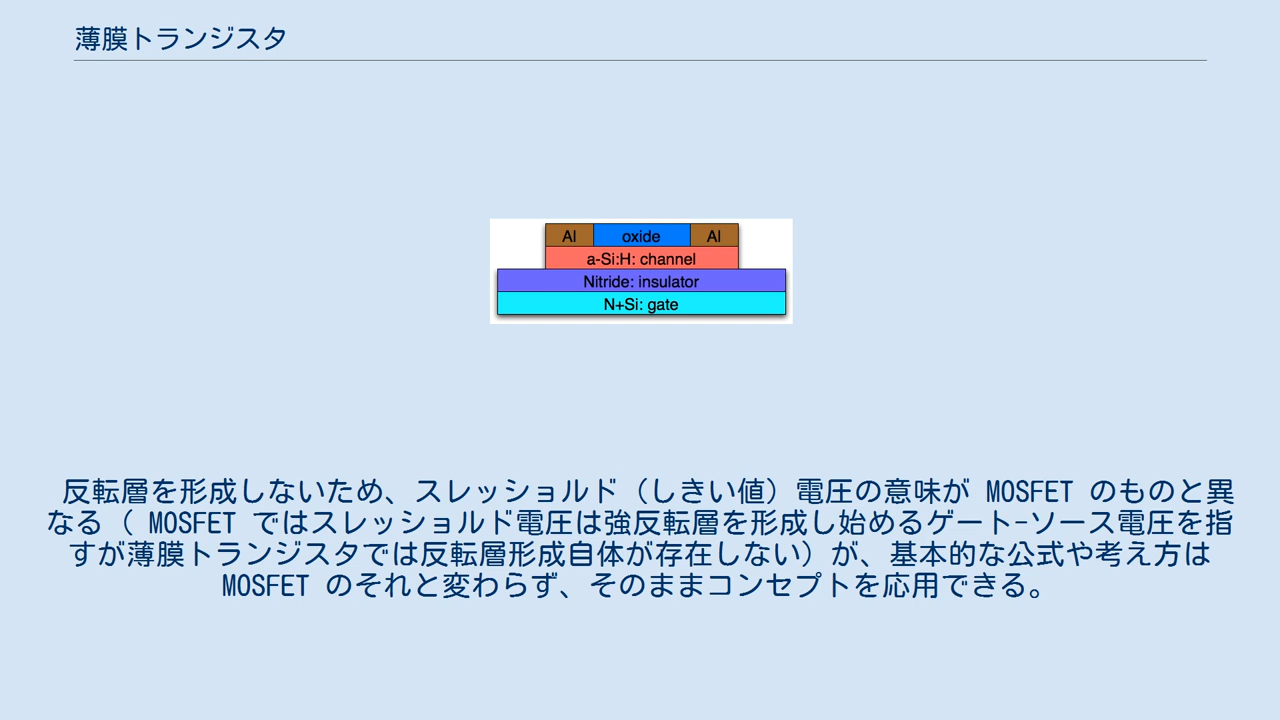 薄膜トランジスタ
Al oxide Al
a-Si:H: channel
Nitride: insulator
N+Si: gate
反転層を形成しないため、スレッショルド（しきい値）電圧の意味が MOSFET のものと異
なる（ MOSFET ではスレッショルド電圧は強反転層を形成し始めるゲート-ソース電圧を指
すが薄膜トランジスタでは反転層形成自体が存在しない）が、基本的な公式や考え方は
MOSFET のそれと変わらず、そのままコンセプトを応用できる。